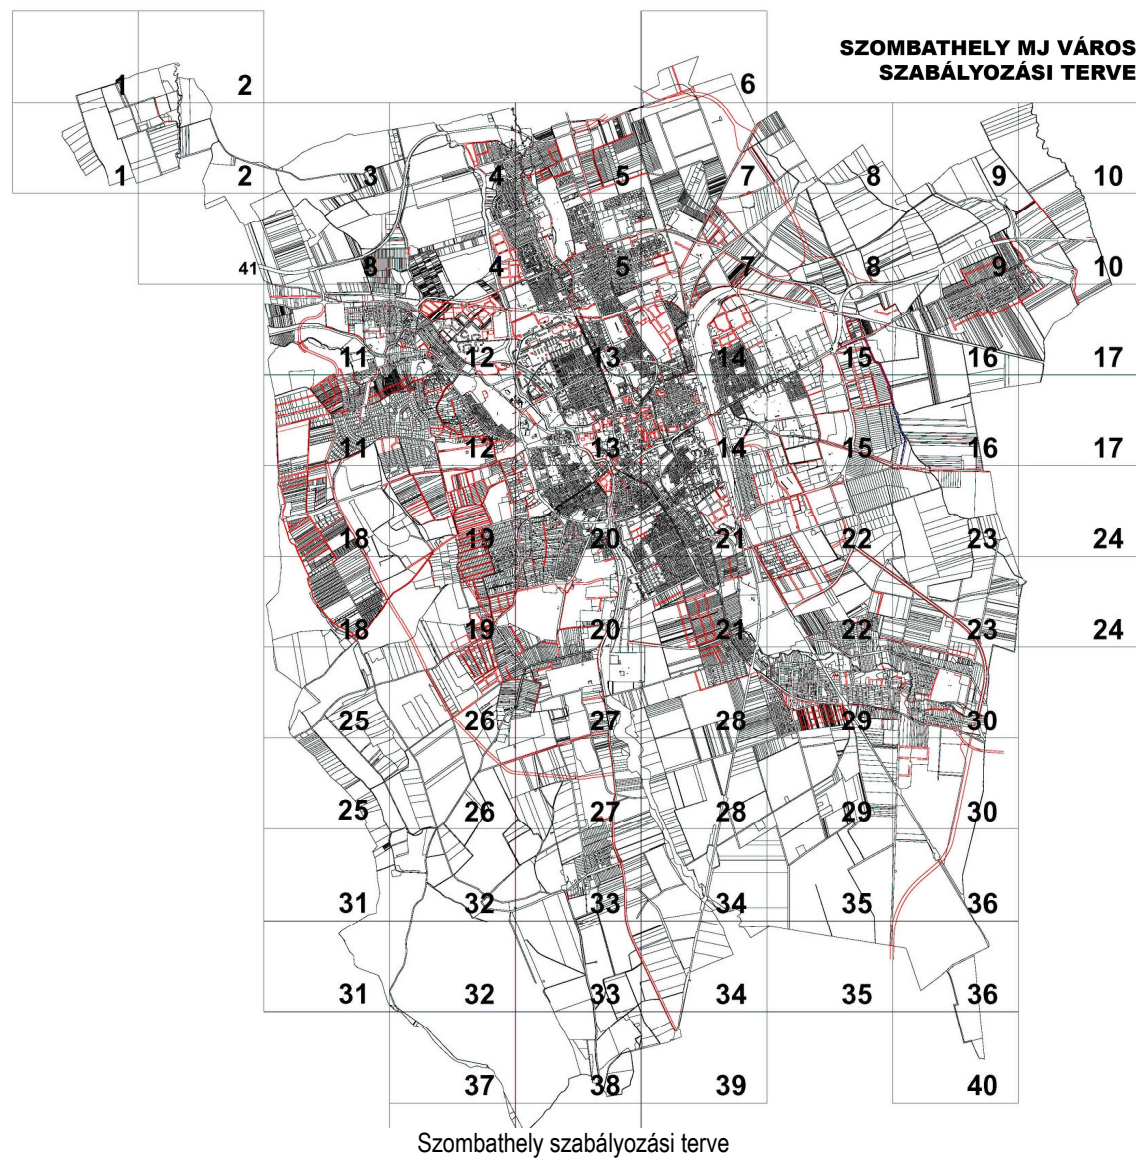 SZOMBATHELY MJ VÁROS
SZABÁLYOZÁSI TERVE
1 2 6
1 2 3 4 5 7 8 9 10
41 3 4 5 7 8 9 10
11 12 13 14 15 16 17
11 12 13 14 15 16 17
18 19 20 21 22 23 24
18 19 20 21 22 23 24
25 26 27 28 29 30
25 26 27 28 29 30
31 32 33 34 35 36
31 32 33 34 35 36
37 38 39 40
Szombathely szabályozási terve